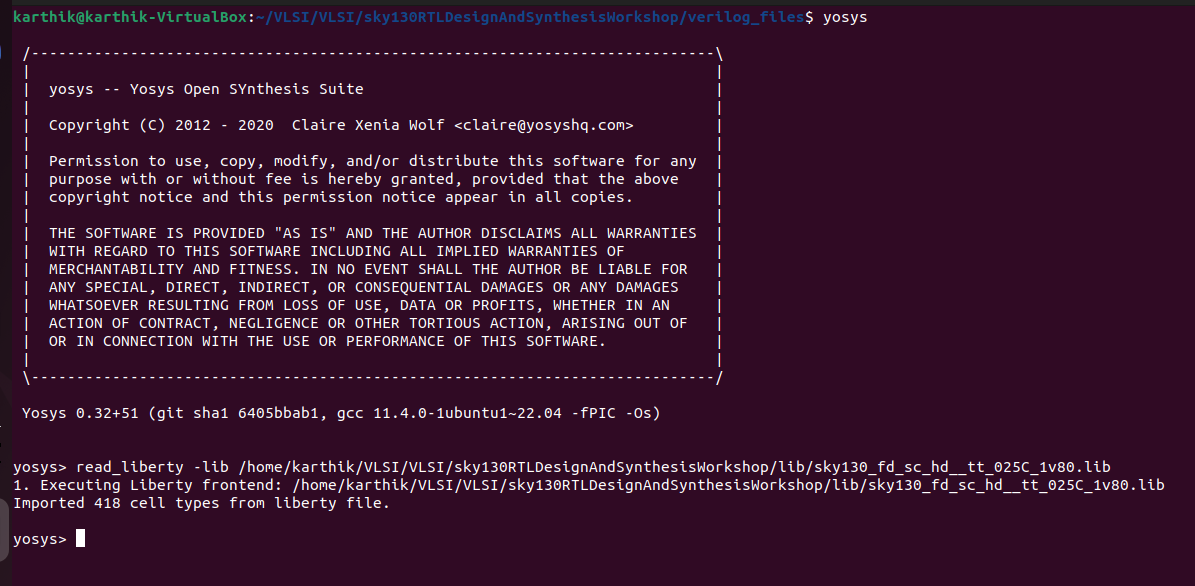 karthik@karthik-VirtualBox:~/VLSI/VLSI/sky130RTLDesignAndSynthesisWorkshop/verilog_files$ yosys
/----------------------------------------------------------------------------\
|                                                                            |
|  yosys -- Yosys Open SYnthesis Suite                                       |
|                                                                            |
|  Copyright (C) 2012 - 2020  Claire Xenia Wolf <claire@yosyshq.com>         |
|                                                                            |
|  Permission to use, copy, modify, and/or distribute this software for any  |
|  purpose with or without fee is hereby granted, provided that the above    |
|  copyright notice and this permission notice appear in all copies.         |
|                                                                            |
|  THE SOFTWARE IS PROVIDED "AS IS" AND THE AUTHOR DISCLAIMS ALL WARRANTIES  |
|  WITH REGARD TO THIS SOFTWARE INCLUDING ALL IMPLIED WARRANTIES OF          |
|  MERCHANTABILITY AND FITNESS. IN NO EVENT SHALL THE AUTHOR BE LIABLE FOR   |
|  ANY SPECIAL, DIRECT, INDIRECT, OR CONSEQUENTIAL DAMAGES OR ANY DAMAGES    |
|  WHATSOEVER RESULTING FROM LOSS OF USE, DATA OR PROFITS, WHETHER IN AN     |
|  ACTION OF CONTRACT, NEGLIGENCE OR OTHER TORTIOUS ACTION, ARISING OUT OF   |
|  OR IN CONNECTION WITH THE USE OR PERFORMANCE OF THIS SOFTWARE.            |
|                                                                            |
\----------------------------------------------------------------------------/
Yosys 0.32+51 (git sha1 6405bbab1, gcc 11.4.0-1ubuntu1~22.04 -fPIC -Os)
yosys> read_liberty -lib /home/karthik/VLSI/VLSI/sky130RTLDesignAndSynthesisWorkshop/lib/sky130_fd_sc_hd__tt_025C_1v80.lib
1. Executing Liberty frontend: /home/karthik/VLSI/VLSI/sky130RTLDesignAndSynthesisWorkshop/lib/sky130_fd_sc_hd__tt_025C_1v80.lib
Imported 418 cell types from liberty file.
yosys>